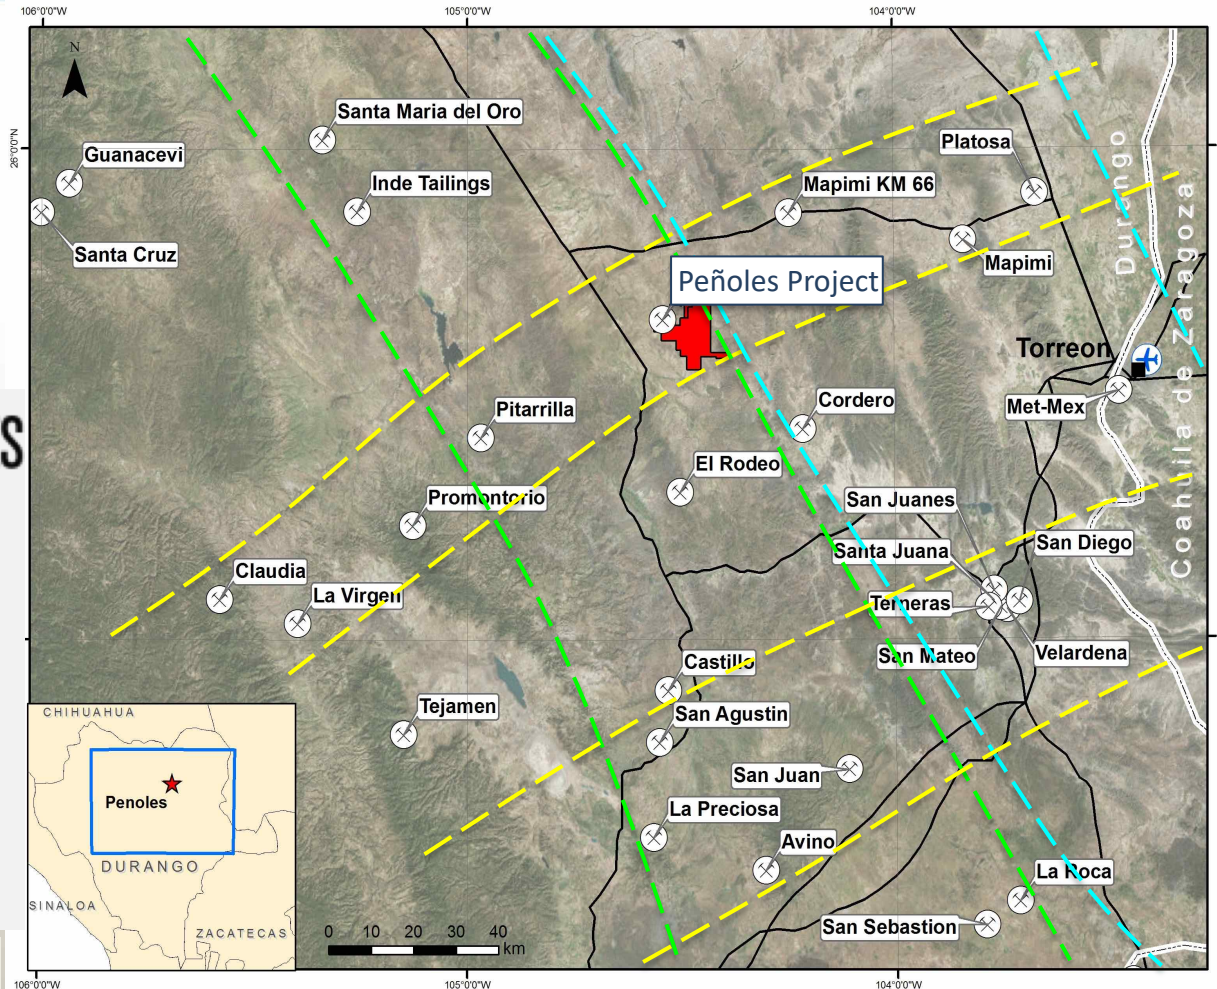 106°0'0"W
105°0'0"W
104°0'0"W
N
26°0'0"N
Santa Maria del Oro
Guanacevi
Platosa
Inde Tailings
Mapimi KM 66
Santa Cruz
Mapimi
Peñoles Project
Durango
Coahuila de Zaragoza
Torreon
Met-Mex
Cordero
Pitarrilla
El Rodeo
Promontorio
San Juanes
San Diego
Santa Juana
Claudia
La Virgen
Terneras
San Mateo
Velardena
Castillo
Tejamen
San Agustin
San Juan
La Preciosa
Avino
La Roca
San Sebastion
S
CHIHUAHUA
Penoles
DURANGO
SINALOA
ZACATECAS
0 10 20 30 40
km
106°0'0"W
105°0'0"W
104°0'0"W